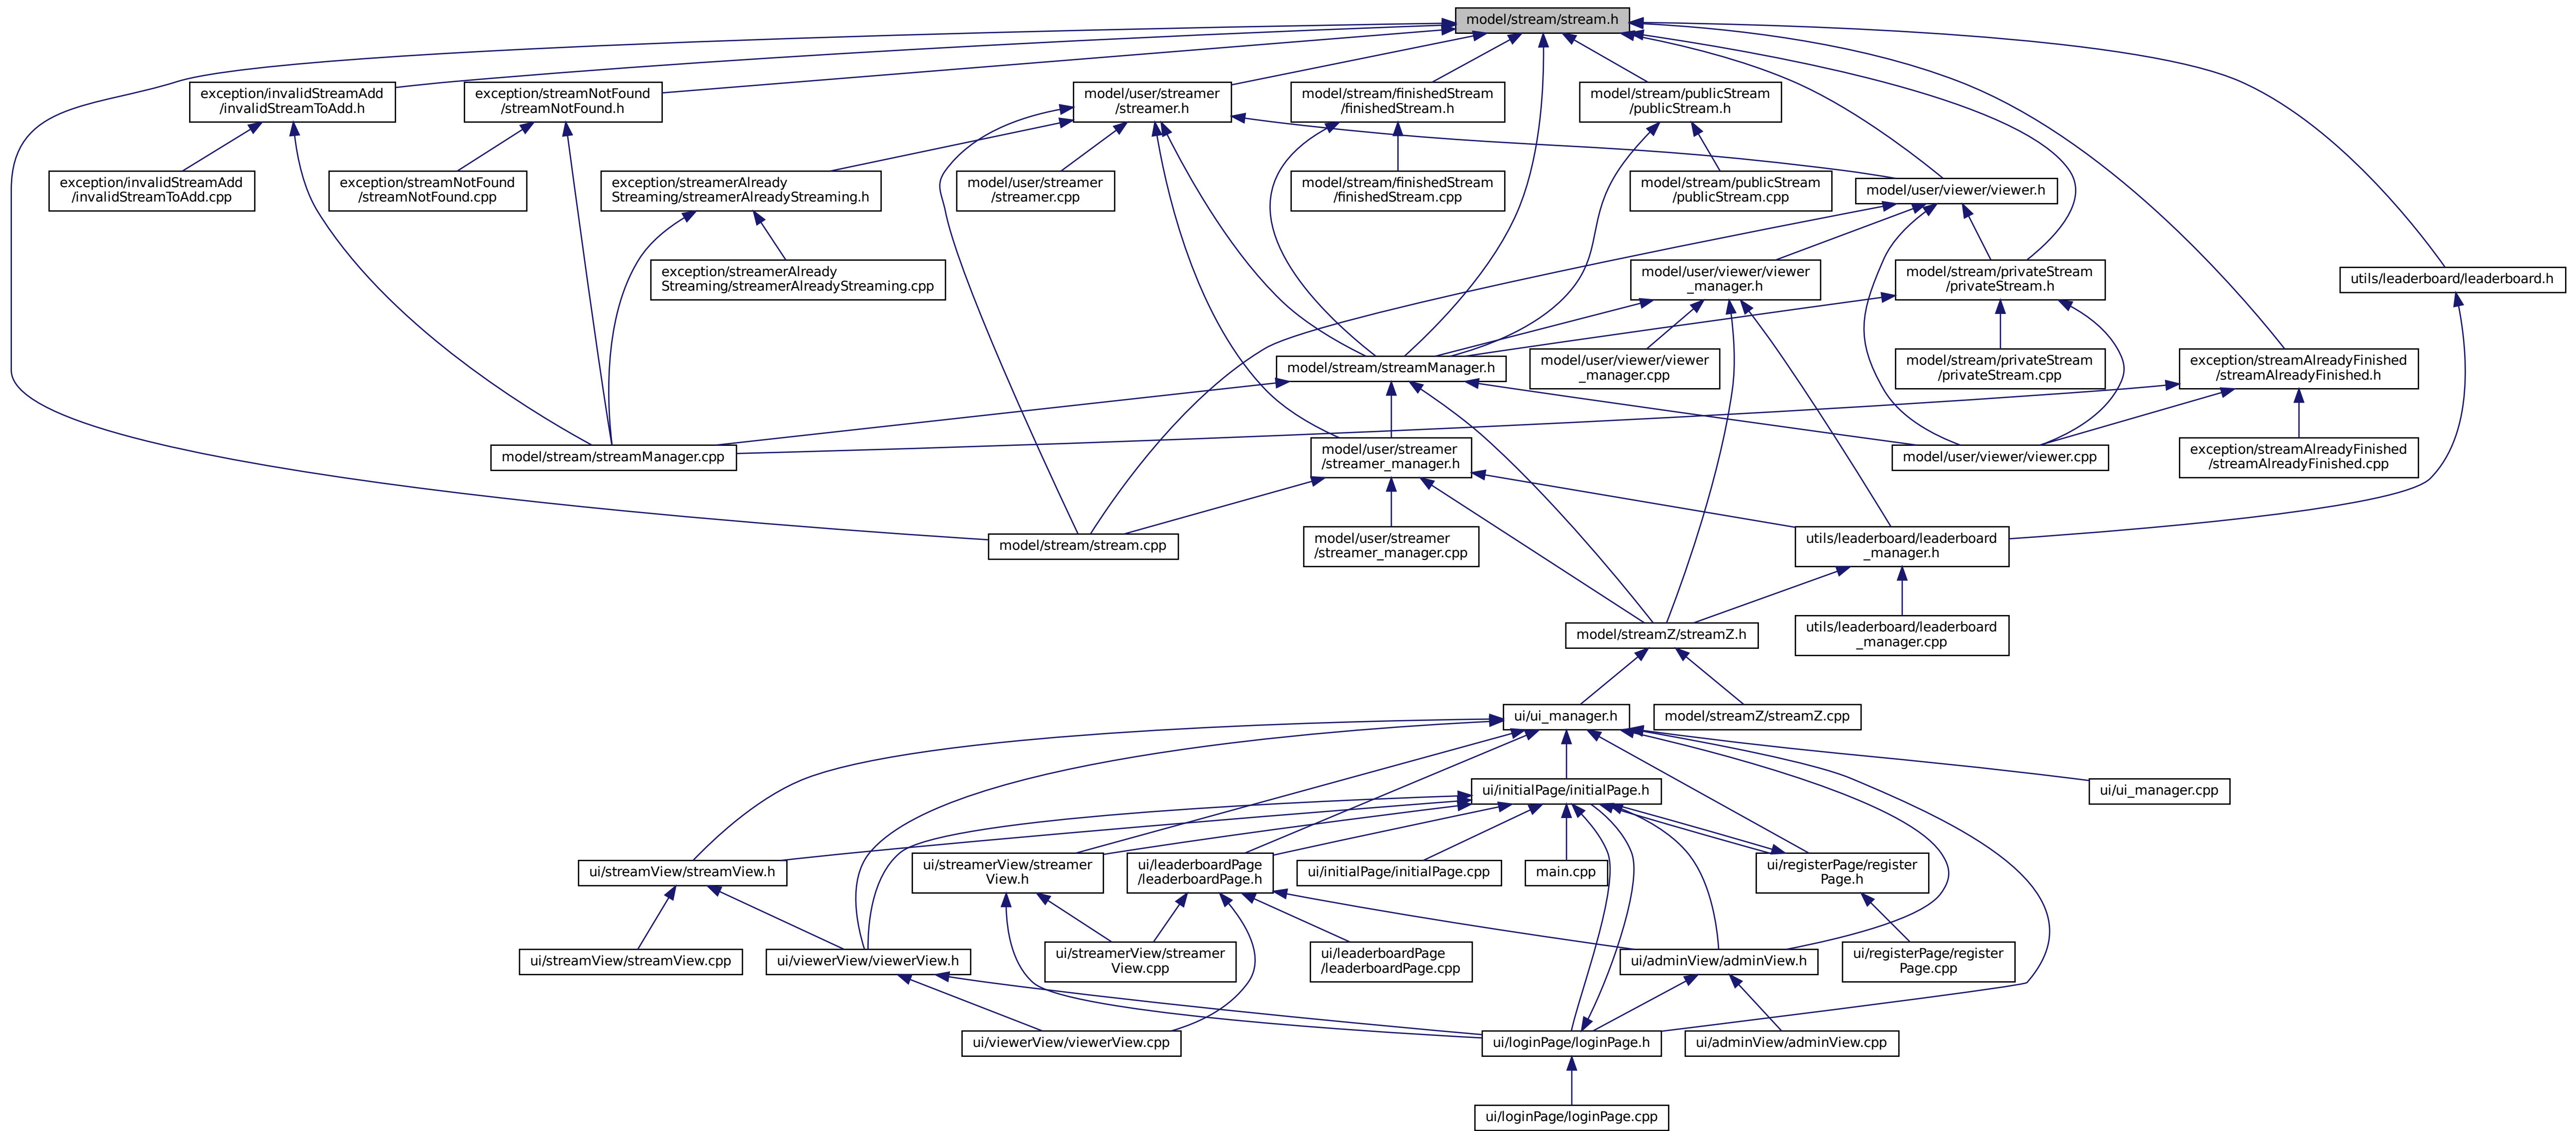 model/stream/stream.h
exception/invalidStreamAdd
/invalidStreamToAdd.h
exception/streamNotFound
/streamNotFound.h
model/user/streamer
/streamer.h
model/stream/finishedStream
/finishedStream.h
model/stream/publicStream
/publicStream.h
exception/invalidStreamAdd
/invalidStreamToAdd.cpp
exception/streamNotFound
/streamNotFound.cpp
exception/streamerAlready
Streaming/streamerAlreadyStreaming.h
model/user/streamer
/streamer.cpp
model/stream/finishedStream
/finishedStream.cpp
model/stream/publicStream
/publicStream.cpp
model/user/viewer/viewer.h
exception/streamerAlready
Streaming/streamerAlreadyStreaming.cpp
model/user/viewer/viewer
_manager.h
model/stream/privateStream
/privateStream.h
utils/leaderboard/leaderboard.h
model/stream/streamManager.h
model/user/viewer/viewer
_manager.cpp
model/stream/privateStream
/privateStream.cpp
exception/streamAlreadyFinished
/streamAlreadyFinished.h
model/stream/streamManager.cpp
model/user/streamer
/streamer_manager.h
model/user/viewer/viewer.cpp
exception/streamAlreadyFinished
/streamAlreadyFinished.cpp
model/stream/stream.cpp
model/user/streamer
/streamer_manager.cpp
utils/leaderboard/leaderboard
_manager.h
model/streamZ/streamZ.h
utils/leaderboard/leaderboard
_manager.cpp
ui/ui_manager.h
model/streamZ/streamZ.cpp
ui/initialPage/initialPage.h
ui/ui_manager.cpp
ui/streamView/streamView.h
ui/streamerView/streamer
View.h
ui/leaderboardPage
/leaderboardPage.h
ui/initialPage/initialPage.cpp
main.cpp
ui/registerPage/register
Page.h
ui/streamView/streamView.cpp
ui/viewerView/viewerView.h
ui/streamerView/streamer
View.cpp
ui/leaderboardPage
/leaderboardPage.cpp
ui/adminView/adminView.h
ui/registerPage/register
Page.cpp
ui/viewerView/viewerView.cpp
ui/loginPage/loginPage.h
ui/adminView/adminView.cpp
ui/loginPage/loginPage.cpp